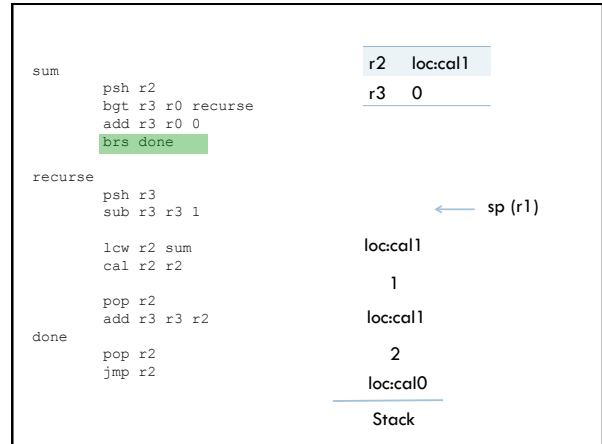 sum
psh r2
bgt r3 r0 recurse
add r3 r0 0
brs done
recurse
psh r3
sub r3 r3 1
lcw r2 sum
cal r2 r2
pop r2
add r3 r3 r2
done
pop r2
jmp r2
r2 loc:cal1
r3 0
sp (r1)
loc:cal1
1
loc:cal1
2
loc:cal0
Stack